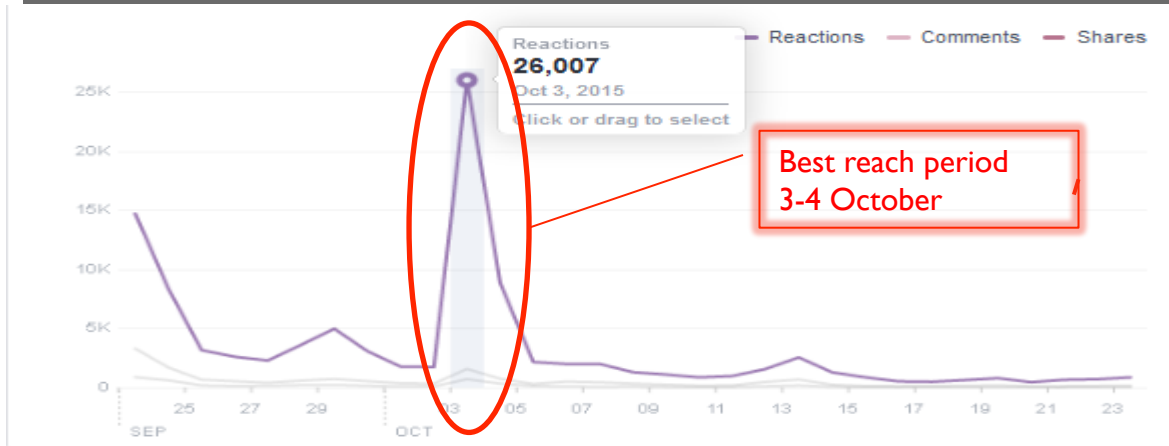 Reactions Comments Shares
Reactions
26,007
Oct 3, 2015
Click or drag to select
25K
20K
15K
10K
5K
0
Best reach period
3-4 October
25 27 29 03 05 07 09 11 13 15 17 19 21 23
SEP OCT